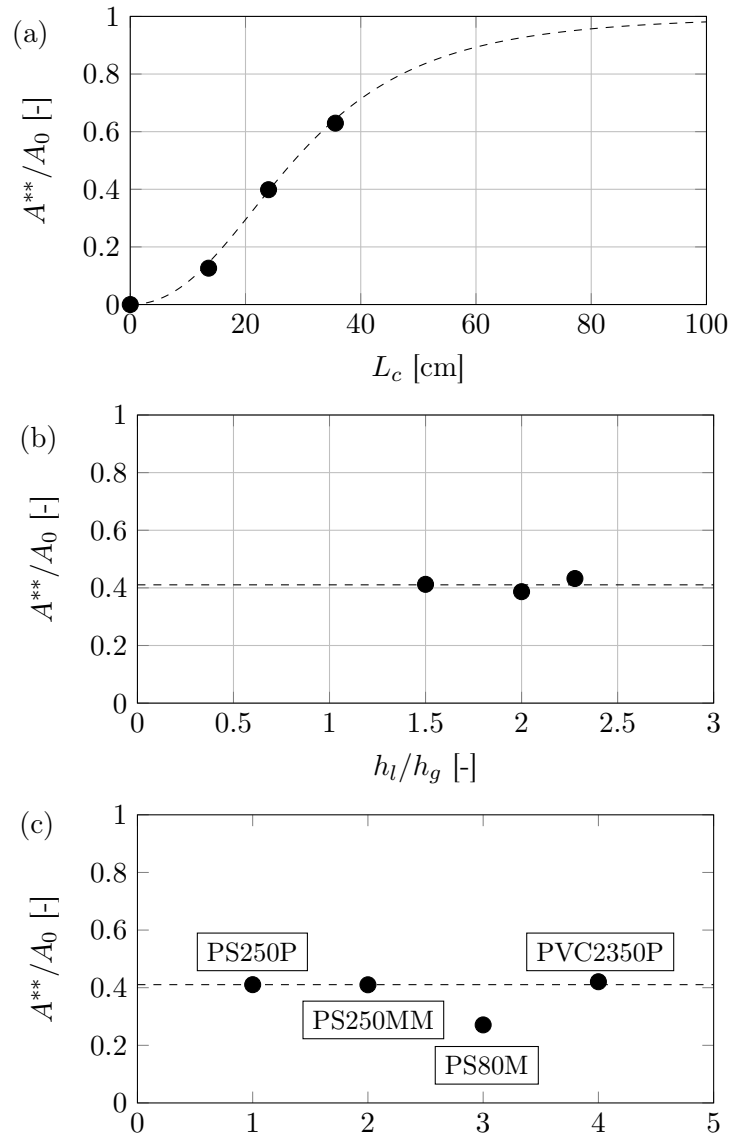 (a)
1
0.8
0.6
0.4
0.2
0
A**/A0 [-]
0 20 40 60 80 100
Lc [cm]
(b)
1
0.8
0.6
0.4
0.2
0
A**/A0 [-]
0 0.5 1 1.5 2 2.5 3
hl/hg [-]
(c)
1
0.8
0.6
0.4
0.2
0
A**/A0 [-]
PS250P PVC2350P
PS250MM
PS80M
0 1 2 3 4 5